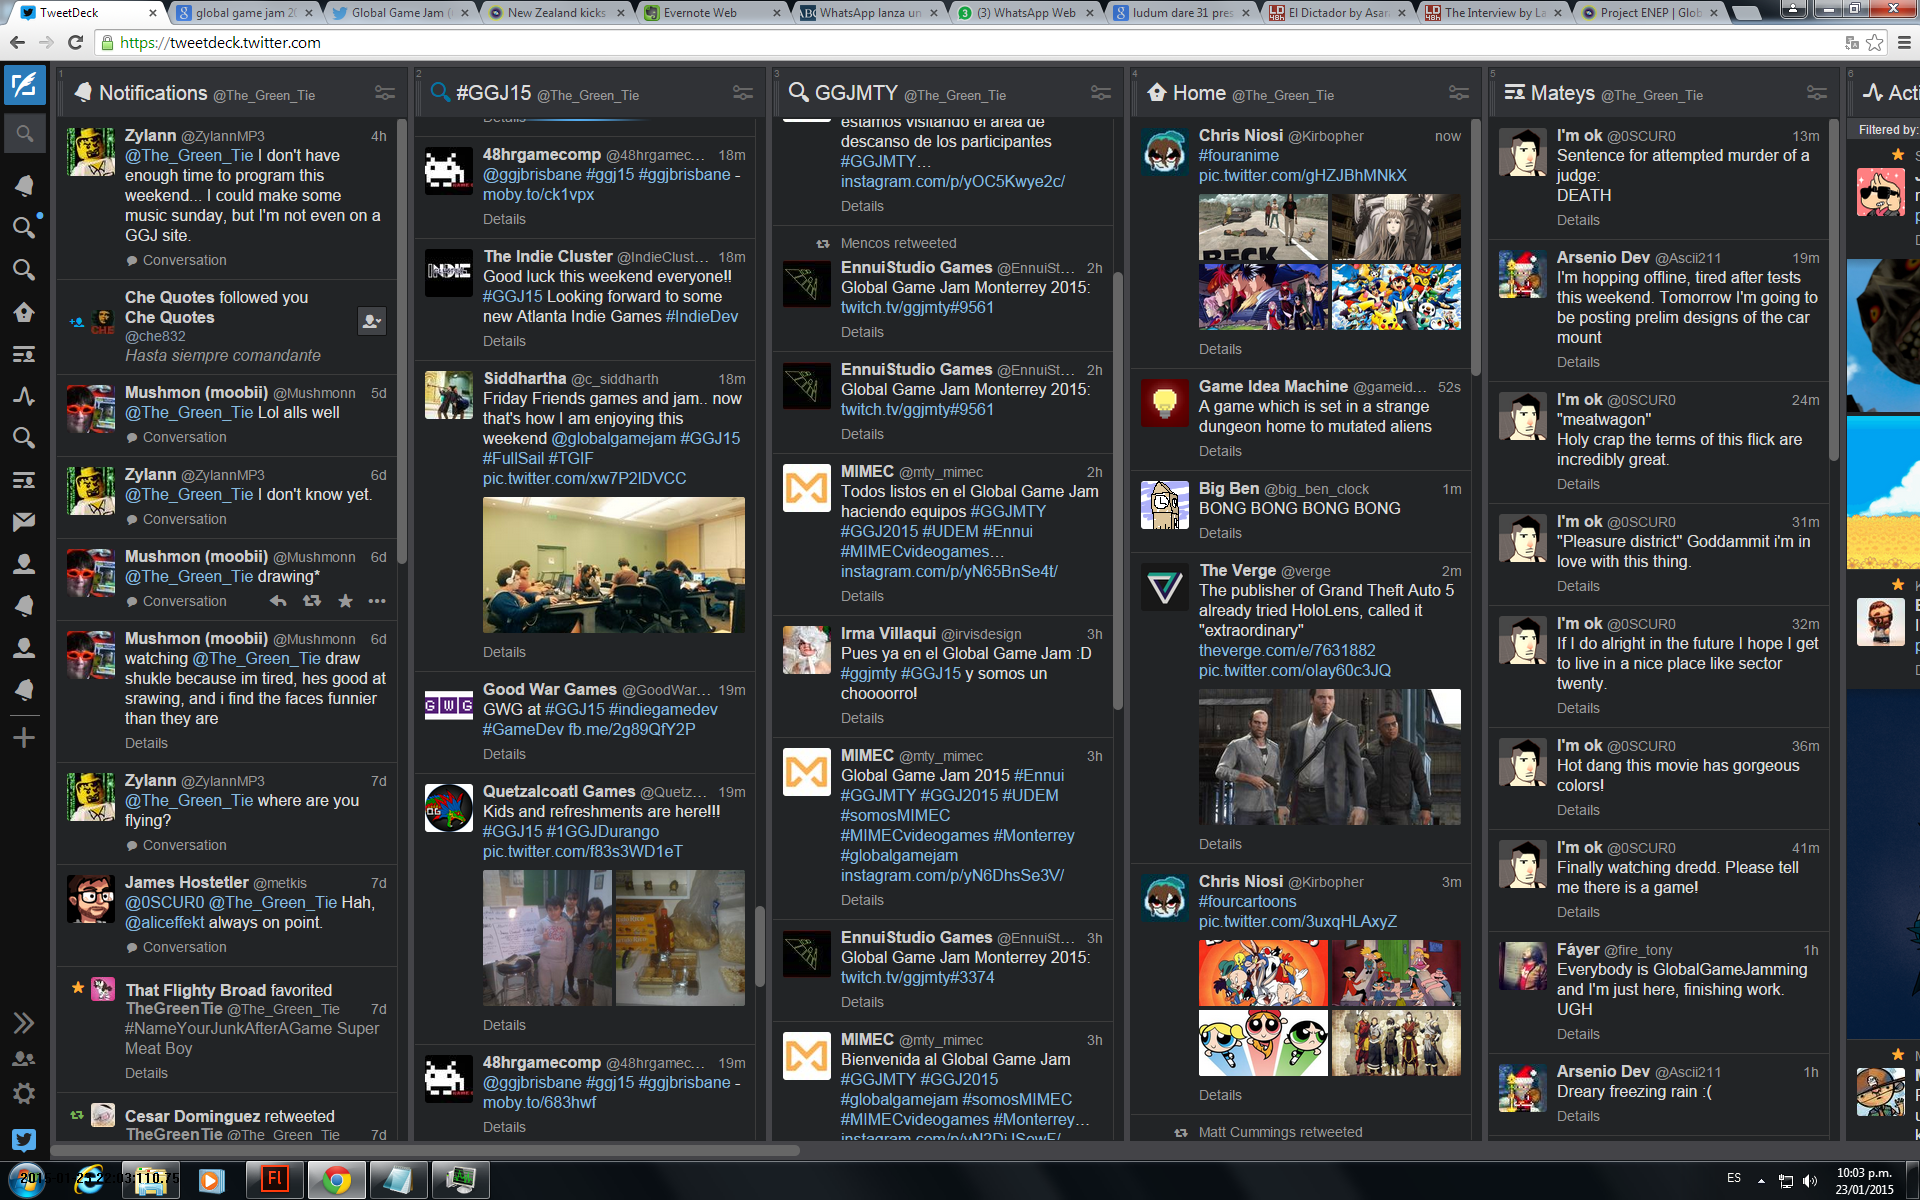 TweetDeck
global game jam 20
Global Game Jam (
New Zealand kicks
Evernote Web
WhatsApp lanza un
(3) WhatsApp Web
ludum dare 31 pres
El Dictador by Asar
The Interview by La
Project ENEP | Glob
https://tweetdeck.twitter.com
1
Notifications @The_Green_Tie
Zylann @ZylannMP3 4h
@The_Green_Tie I don't have
enough time to program this
weekend... I could make some
music sunday, but I'm not even on a
GGJ site.
Conversation
Che Quotes followed you
Che Quotes
@che832
Hasta siempre comandante
Mushmon (moobii) @Mushmonn 5d
@The_Green_Tie Lol alls well
Conversation
Zylann @ZylannMP3 6d
@The_Green_Tie I don't know yet.
Conversation
Mushmon (moobii) @Mushmonn 6d
@The_Green_Tie drawing*
Conversation
Mushmon (moobii) @Mushmonn 6d
watching @The_Green_Tie draw
shukle because im tired, hes good at
srawing, and i find the faces funnier
than they are
Details
Zylann @ZylannMP3 7d
@The_Green_Tie where are you
flying?
Conversation
James Hostetler @metkis 7d
@0SCUR0 @The_Green_Tie Hah,
@aliceffekt always on point.
Conversation
That Flighty Broad favorited
TheGreenTie @The_Green_Tie 7d
#NameYourJunkAfterAGame Super
Meat Boy
Details
Cesar Dominguez retweeted
TheGreenTie @The_Green_Tie 7d
2
#GGJ15 @The_Green_Tie
Details
48hrgamecomp @48hrgamec... 18m
@ggjbrisbane #ggj15 #ggjbrisbane -
moby.to/ck1vpx
Details
The Indie Cluster @IndieClust... 18m
Good luck this weekend everyone!!
#GGJ15 Looking forward to some
new Atlanta Indie Games #IndieDev
Details
Siddhartha @c_siddharth 18m
Friday Friends games and jam.. now
that's how I am enjoying this
weekend @globalgamejam #GGJ15
#FullSail #TGIF
pic.twitter.com/xw7P2lDVCC
Details
Good War Games @GoodWar... 19m
GWG at #GGJ15 #indiegamedev
#GameDev fb.me/2g89QfY2P
Details
Quetzalcoatl Games @Quetz... 19m
Kids and refreshments are here!!!
#GGJ15 #1GGJDurango
pic.twitter.com/f83s3WD1eT
Details
48hrgamecomp @48hrgamec... 19m
@ggjbrisbane #ggj15 #ggjbrisbane -
moby.to/683hwf
Details
3
GGJMTY @The_Green_Tie
estamos visitando el area de
descanso de los participantes
#GGJMTY…
instagram.com/p/yOC5Kwye2c/
Details
Mencos retweeted
EnnuiStudio Games @EnnuiSt... 2h
Global Game Jam Monterrey 2015:
twitch.tv/ggjmty#9561
Details
EnnuiStudio Games @EnnuiSt... 2h
Global Game Jam Monterrey 2015:
twitch.tv/ggjmty#9561
Details
MIMEC @mty_mimec 2h
Todos listos en el Global Game Jam
haciendo equipos #GGJMTY
#GGJ2015 #UDEM #Ennui
#MIMECvideogames…
instagram.com/p/yN65BnSe4t/
Details
Irma Villaqui @irvisdesign 3h
Pues ya en el Global Game Jam :D
#ggjmty #GGJ15 y somos un
choooorro!
Details
MIMEC @mty_mimec 3h
Global Game Jam 2015 #Ennui
#GGJMTY #GGJ2015 #UDEM
#somosMIMEC
#MIMECvideogames #Monterrey
#globalgamejam
instagram.com/p/yN6DhsSe3V/
Details
EnnuiStudio Games @EnnuiSt... 3h
Global Game Jam Monterrey 2015:
twitch.tv/ggjmty#3374
Details
MIMEC @mty_mimec 3h
Bienvenida al Global Game Jam
#GGJMTY #GGJ2015
#globalgamejam #somosMIMEC
#MIMECvideogames #Monterrey…
4
Home @The_Green_Tie
Chris Niosi @Kirbopher now
#fouranime
pic.twitter.com/gHZJBhMNkX
BECK
Details
Game Idea Machine @gameid... 52s
A game which is set in a strange
dungeon home to mutated aliens
Details
Big Ben @big_ben_clock 1m
BONG BONG BONG BONG
Details
The Verge @verge 2m
The publisher of Grand Theft Auto 5
already tried HoloLens, called it
"extraordinary"
theverge.com/e/7631882
pic.twitter.com/olay60c3JQ
Details
Chris Niosi @Kirbopher 3m
#fourcartoons
pic.twitter.com/3uxqHLAxyZ
Details
Matt Cummings retweeted
5
Mateys @The_Green_Tie
I'm ok @0SCUR0 13m
Sentence for attempted murder of a
judge:
DEATH
Details
Arsenio Dev @Ascii211 19m
I'm hopping offline, tired after tests
this weekend. Tomorrow I'm going to
be posting prelim designs of the car
mount
Details
I'm ok @0SCUR0 24m
"meatwagon"
Holy crap the terms of this flick are
incredibly great.
Details
I'm ok @0SCUR0 31m
"Pleasure district" Goddammit i'm in
love with this thing.
Details
I'm ok @0SCUR0 32m
If I do alright in the future I hope I get
to live in a nice place like sector
twenty.
Details
I'm ok @0SCUR0 36m
Hot dang this movie has gorgeous
colors!
Details
I'm ok @0SCUR0 41m
Finally watching dredd. Please tell
me there is a game!
Details
Fáyer @fire_tony 1h
Everybody is GlobalGameJamming
and I'm just here, finishing work.
UGH
Details
Arsenio Dev @Ascii211 1h
Dreary freezing rain :(
Details
6
Acti
Filtered by:
ES
10:03 p.m.
23/01/2015